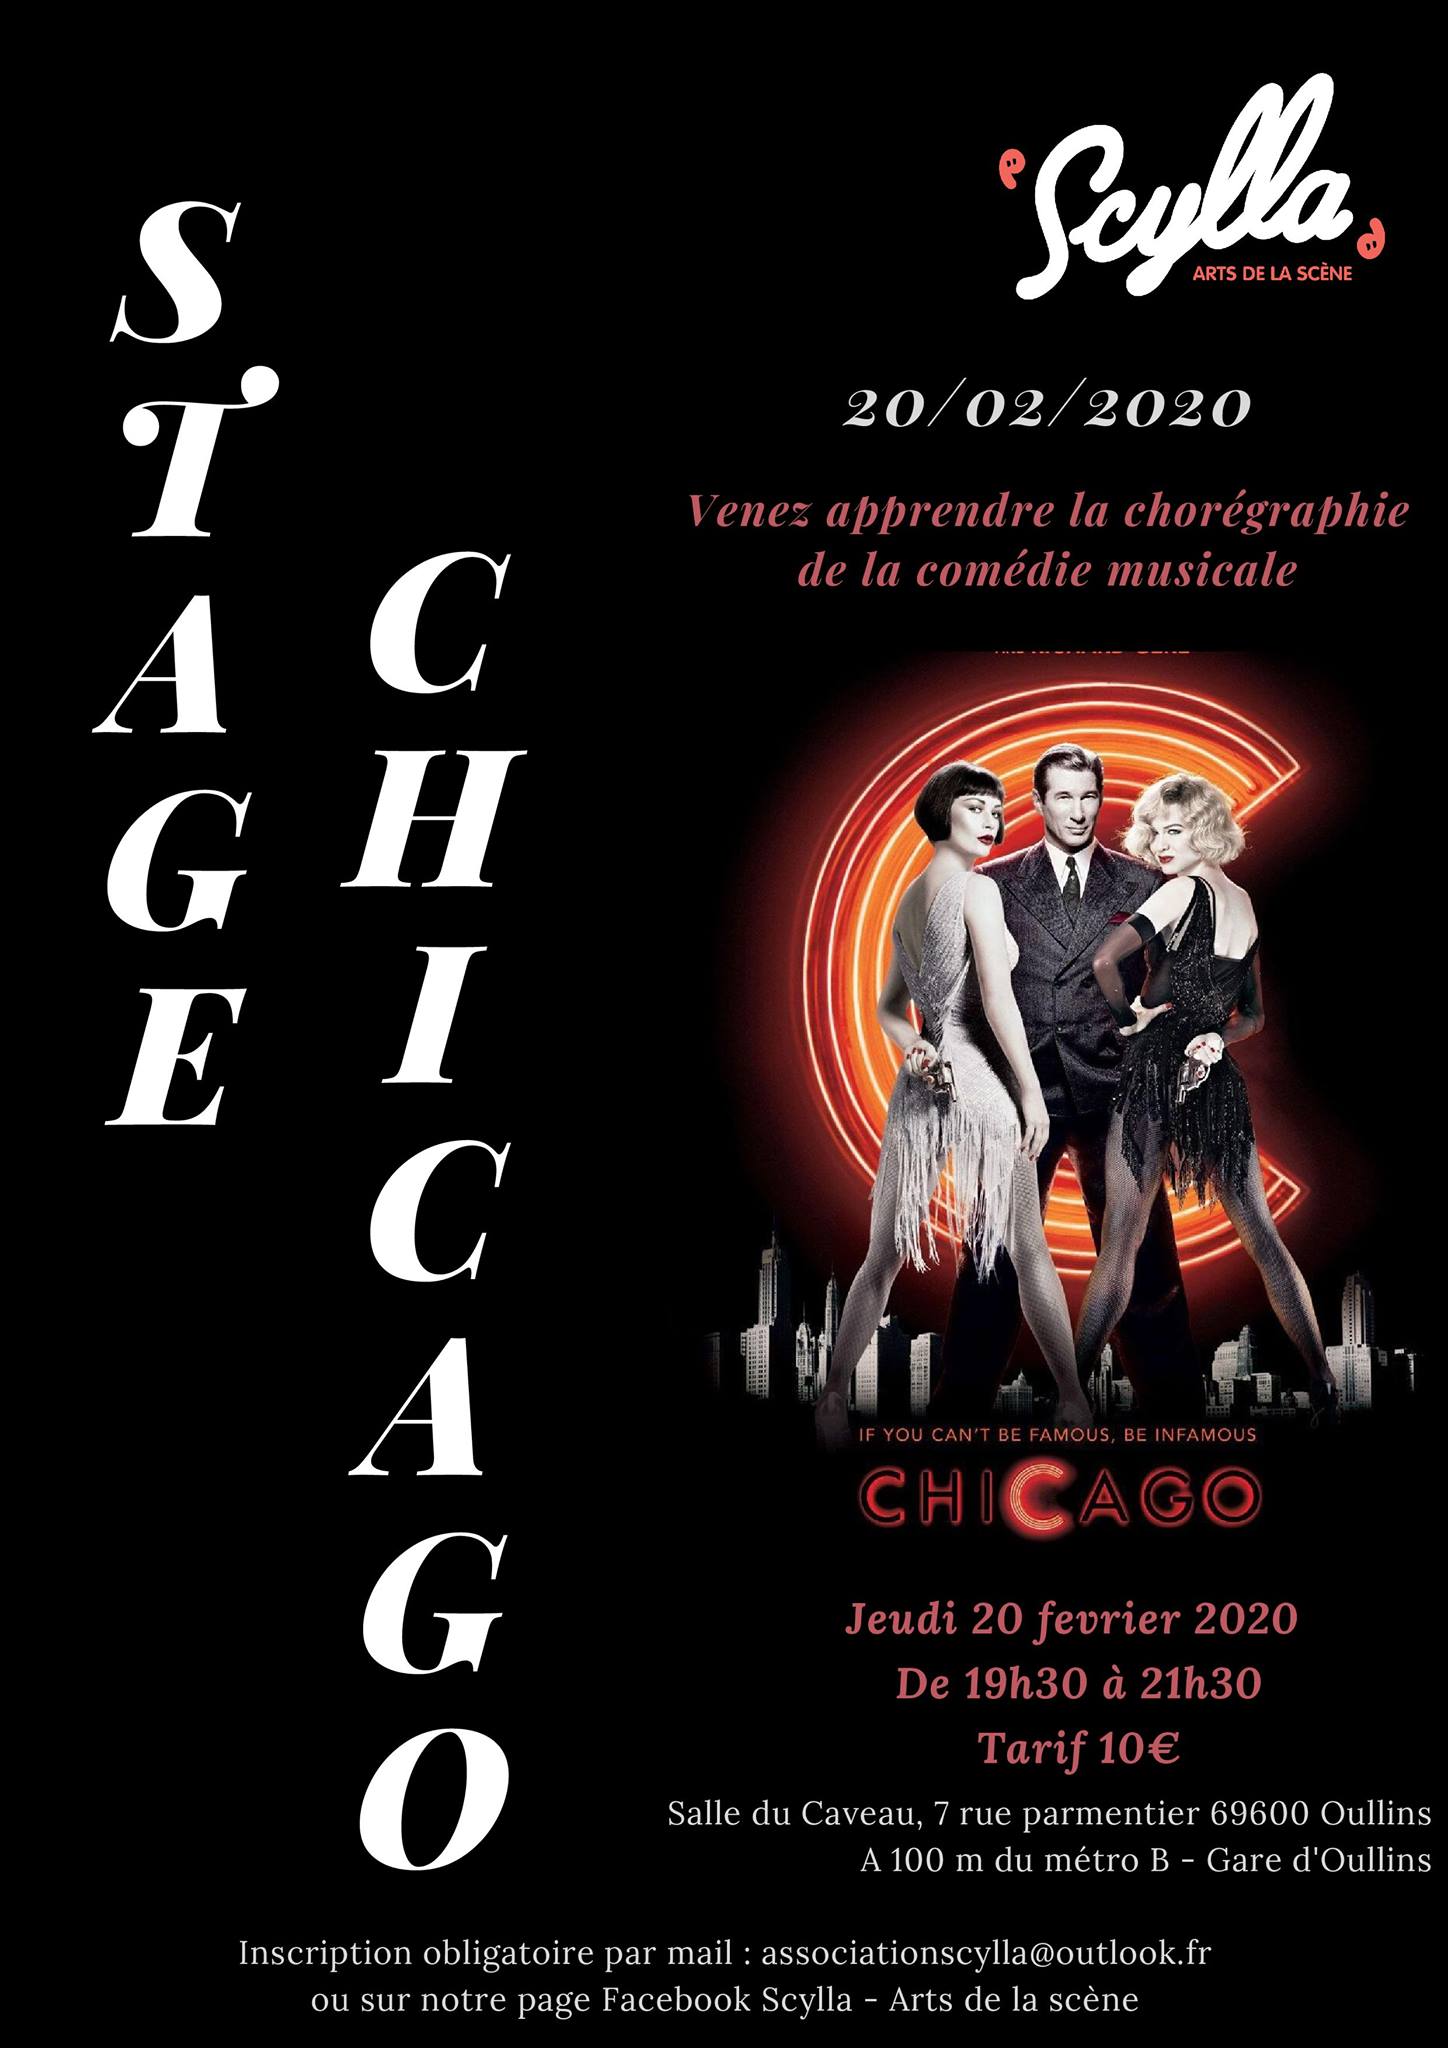 Scylla
ARTS DE LA SCÈNE
STAGE
CHICAGO
20/02/2020
Venez apprendre la chorégraphie
de la comédie musicale
IF YOU CAN'T BE FAMOUS, BE INFAMOUS
CHICAGO
Jeudi 20 fevrier 2020
De 19h30 à 21h30
Tarif 10€
Salle du Caveau, 7 rue parmentier 69600 Oullins
A 100 m du métro B - Gare d'Oullins
Inscription obligatoire par mail : associationscylla@outlook.fr
ou sur notre page Facebook Scylla - Arts de la scène